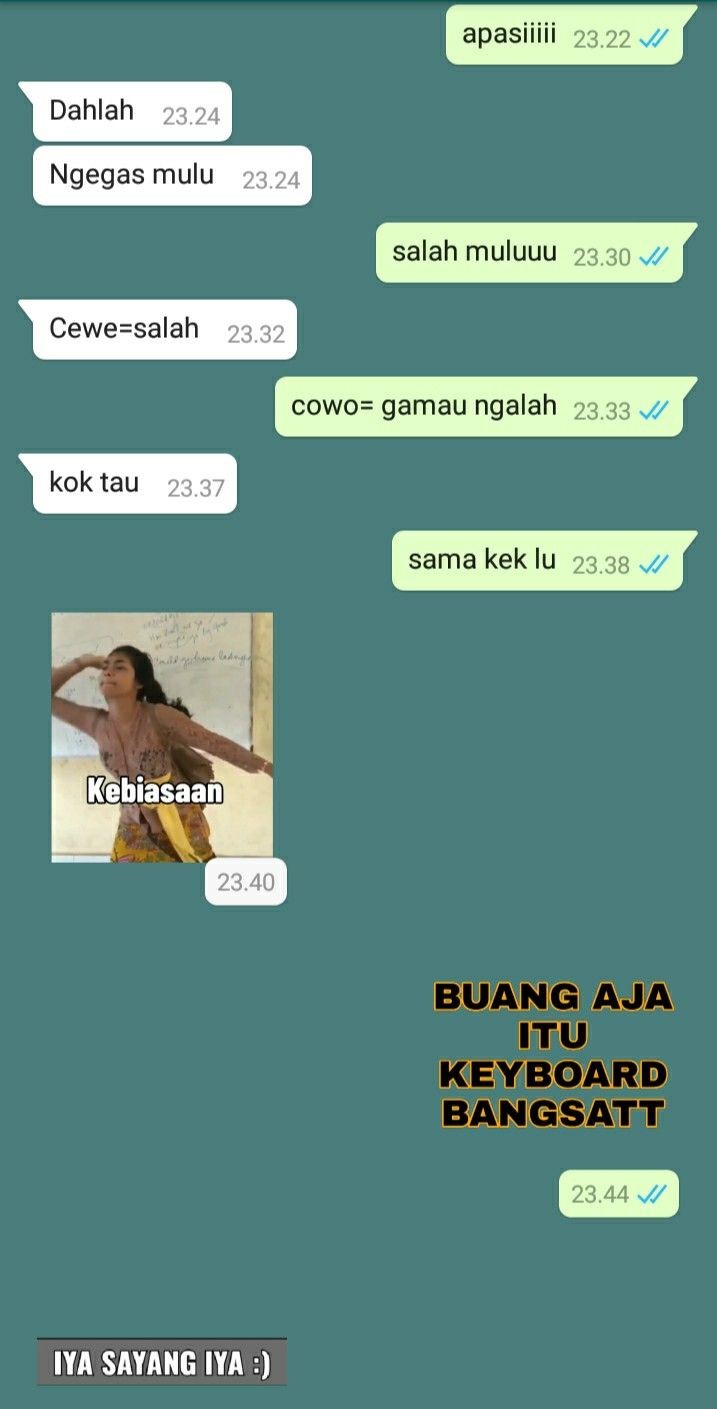 apasiiiii 23.22
Dahlah 23.24
Ngegas mulu 23.24
salah muluuu 23.30
Cewe=salah 23.32
cowo= gamau ngalah 23.33
kok tau 23.37
sama kek lu 23.38
Kebiasaan
23.40
BUANG AJA
ITU
KEYBOARD
BANGSATT
23.44
IYA SAYANG IYA :)